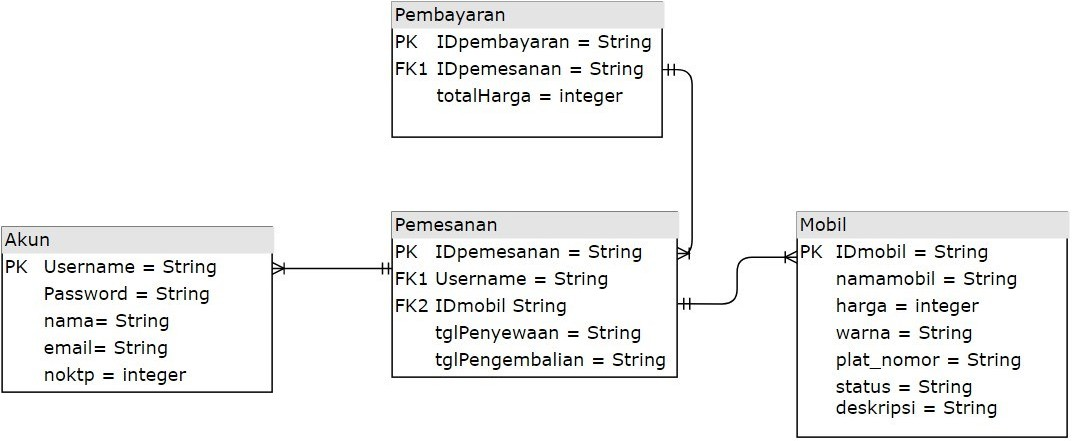 Pembayaran
PK IDpembayaran = String
FK1 IDpemesanan = String
totalHarga = integer
Akun
PK Username = String
Password = String
nama= String
email= String
noktp = integer
Pemesanan
PK IDpemesanan = String
FK1 Username = String
FK2 IDmobil String
tglPenyewaan = String
tglPengembalian = String
Mobil
PK IDmobil = String
namamobil = String
harga = integer
warna = String
plat_nomor = String
status = String
deskripsi = String